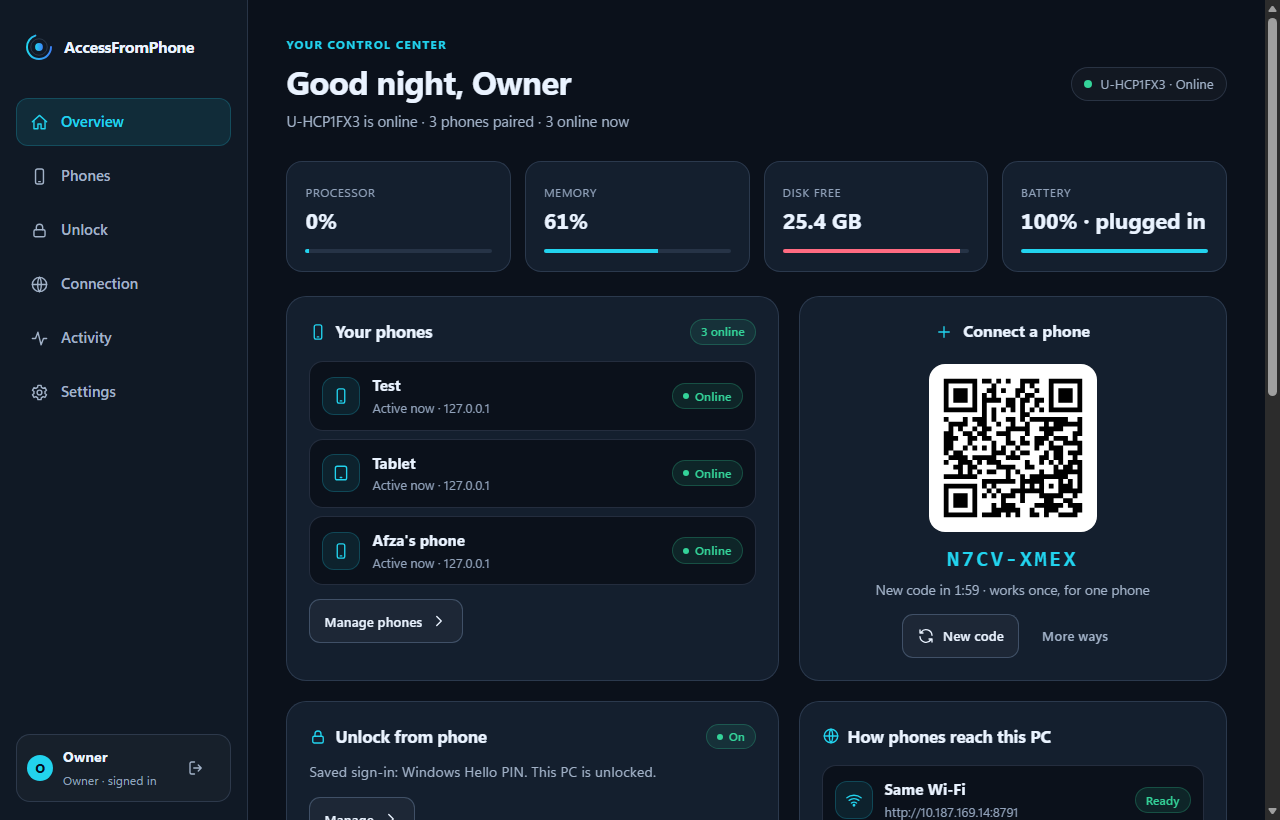 AccessFromPhone
Overview
Phones
Unlock
Connection
Activity
Settings
O
Owner
Owner · signed in
YOUR CONTROL CENTER
Good night, Owner
U-HCP1FX3 is online · 3 phones paired · 3 online now
U-HCP1FX3 · Online
PROCESSOR
0%
MEMORY
61%
DISK FREE
25.4 GB
BATTERY
100% · plugged in
Your phones
3 online
Test
Active now · 127.0.0.1
Online
Tablet
Active now · 127.0.0.1
Online
Afza's phone
Active now · 127.0.0.1
Online
Manage phones
Connect a phone
N7CV-XMEX
New code in 1:59 · works once, for one phone
New code
More ways
Unlock from phone
On
Saved sign-in: Windows Hello PIN. This PC is unlocked.
Manage
How phones reach this PC
Same Wi-Fi
http://10.187.169.14:8791
Ready